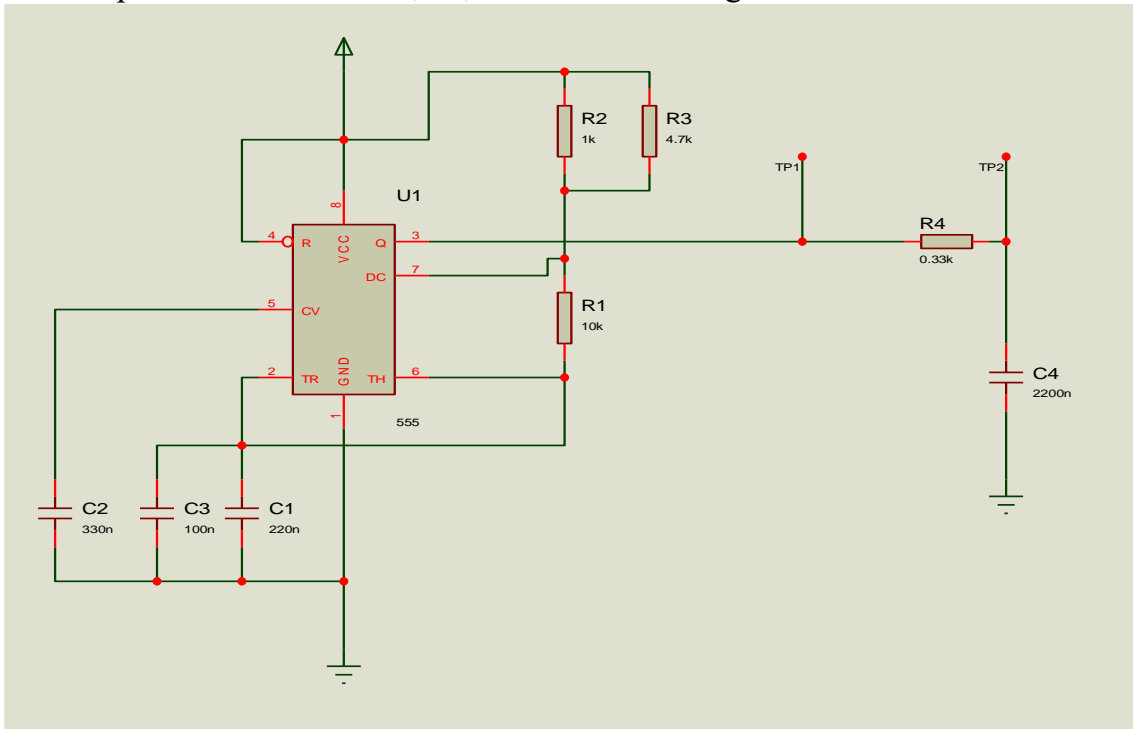 R2
1k
R3
4.7k
TP1
TP2
U1
8
VCC
4
R
Q
3
R4
0.33k
DC
7
5
CV
R1
10k
2
TR
GND
TH
6
1
555
C4
2200n
C2
330n
C3
100n
C1
220n